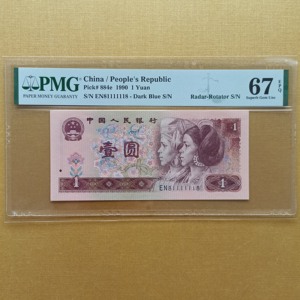 PMG
PAPER MONEY GUARANTY
China / People's Republic
Pick# 884e 1990 1 Yuan
S/N EN81111118 - Dark Blue S/N
Radar-Rotator S/N
67 EPQ
Superb Gem Unc
中国人民银行
壹圆
1
1
EN81111118